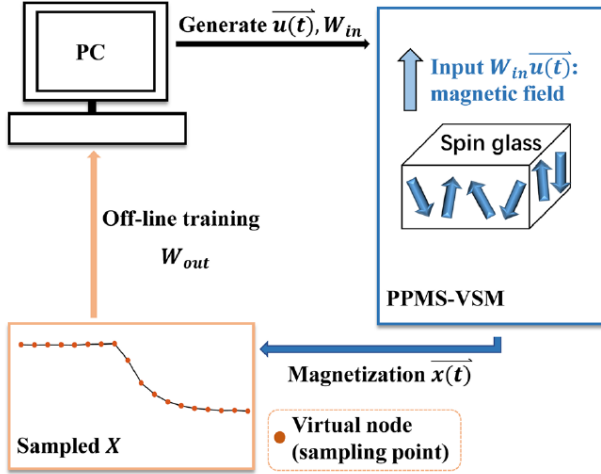 PC
Generate u(t), W_in
Input W_in u(t):
magnetic field
Spin glass
PPMS-VSM
Magnetization x(t)
Off-line training
W_out
Sampled X
Virtual node
(sampling point)